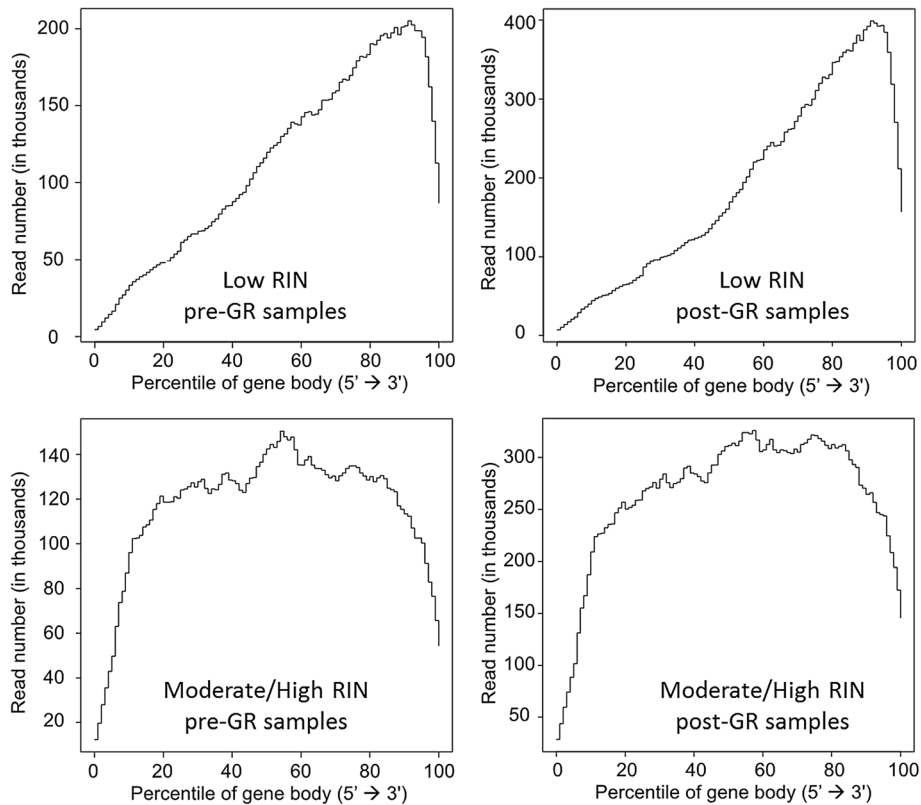 Read number (in thousands)
200
150
100
50
0
Low RIN
pre-GR samples
0 20 40 60 80 100
Percentile of gene body (5' → 3')
Read number (in thousands)
400
300
200
100
0
Low RIN
post-GR samples
0 20 40 60 80 100
Percentile of gene body (5' → 3')
Read number (in thousands)
140
120
100
80
60
40
20
Moderate/High RIN
pre-GR samples
0 20 40 60 80 100
Percentile of gene body (5' → 3')
Read number (in thousands)
300
250
200
150
100
50
Moderate/High RIN
post-GR samples
0 20 40 60 80 100
Percentile of gene body (5' → 3')